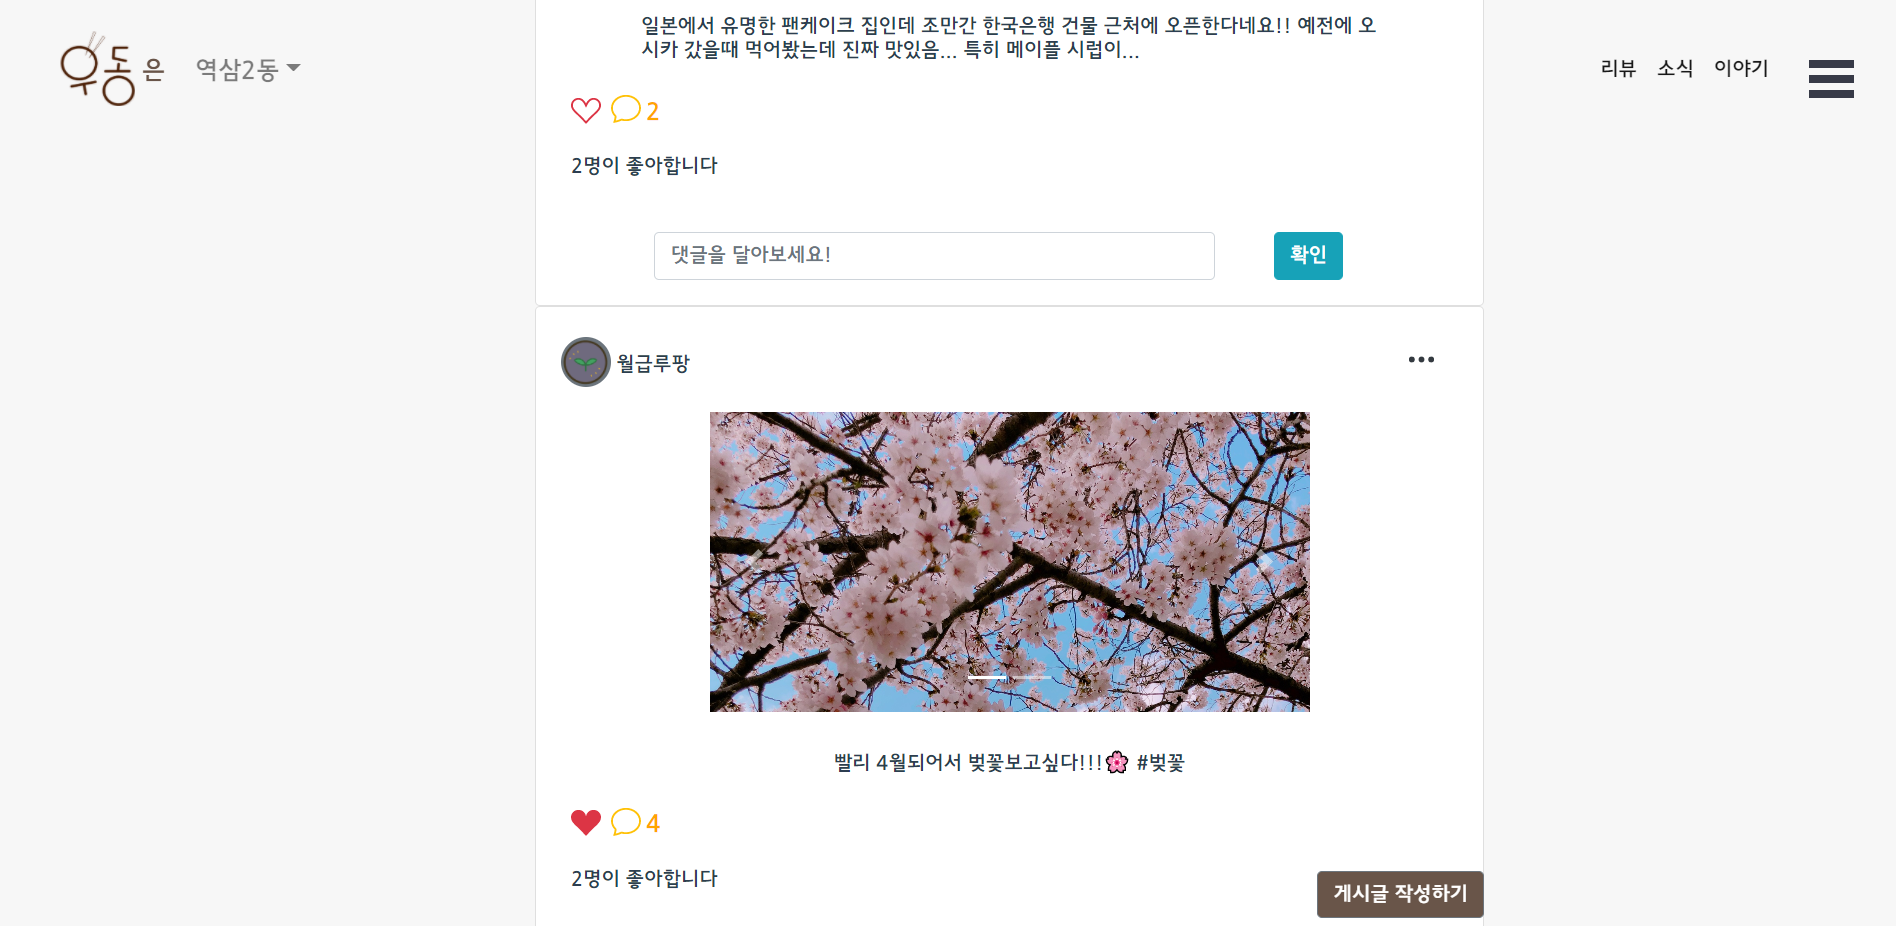 우동 은 역삼2동
리뷰 소식 이야기
일본에서 유명한 팬케이크 집인데 조만간 한국은행 건물 근처에 오픈한다네요!! 예전에 오
시카 갔을때 먹어봤는데 진짜 맛있음... 특히 메이플 시럽이...
2
2명이 좋아합니다
댓글을 달아보세요!
확인
월급루팡
빨리 4월되어서 벚꽃보고싶다!!!🌸 #벚꽃
4
2명이 좋아합니다
게시글 작성하기